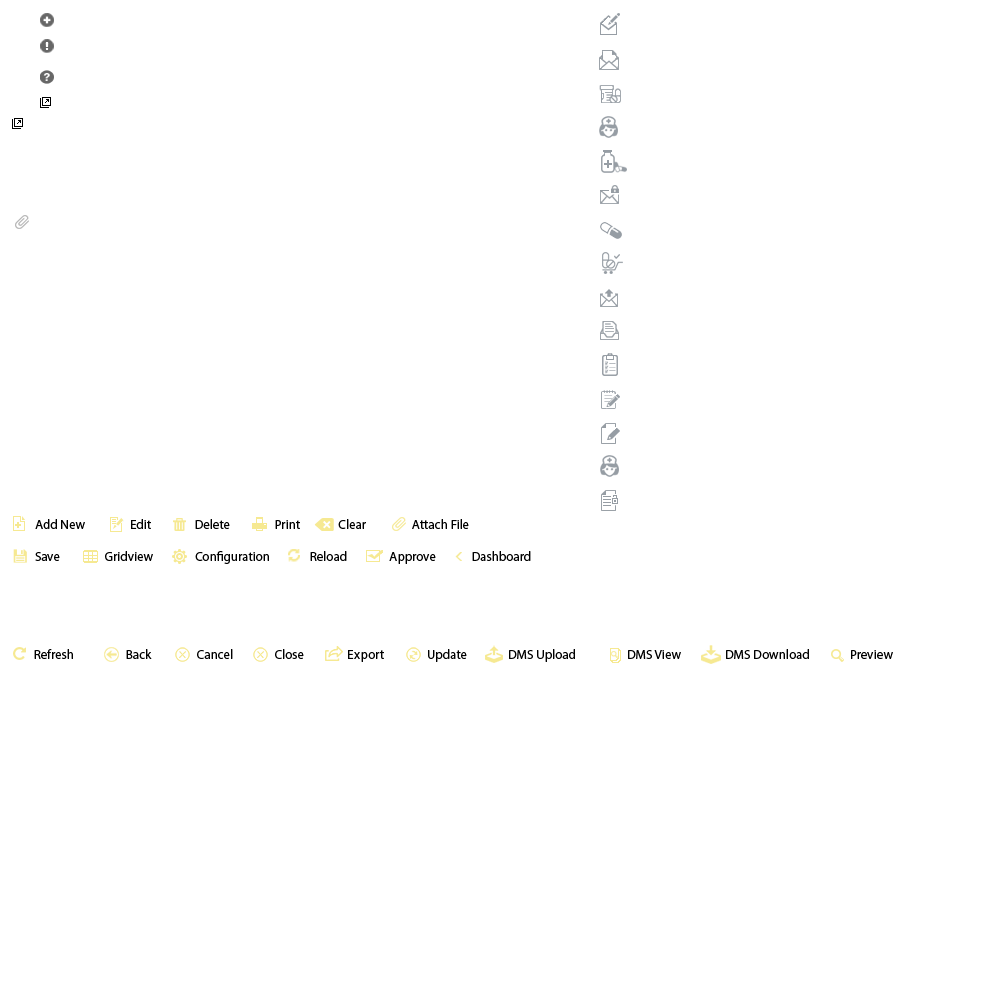 Add New Edit Delete Print Clear Attach File
Save Gridview Configuration Reload Approve Dashboard
Refresh Back Cancel Close Export Update DMS Upload DMS View DMS Download Preview